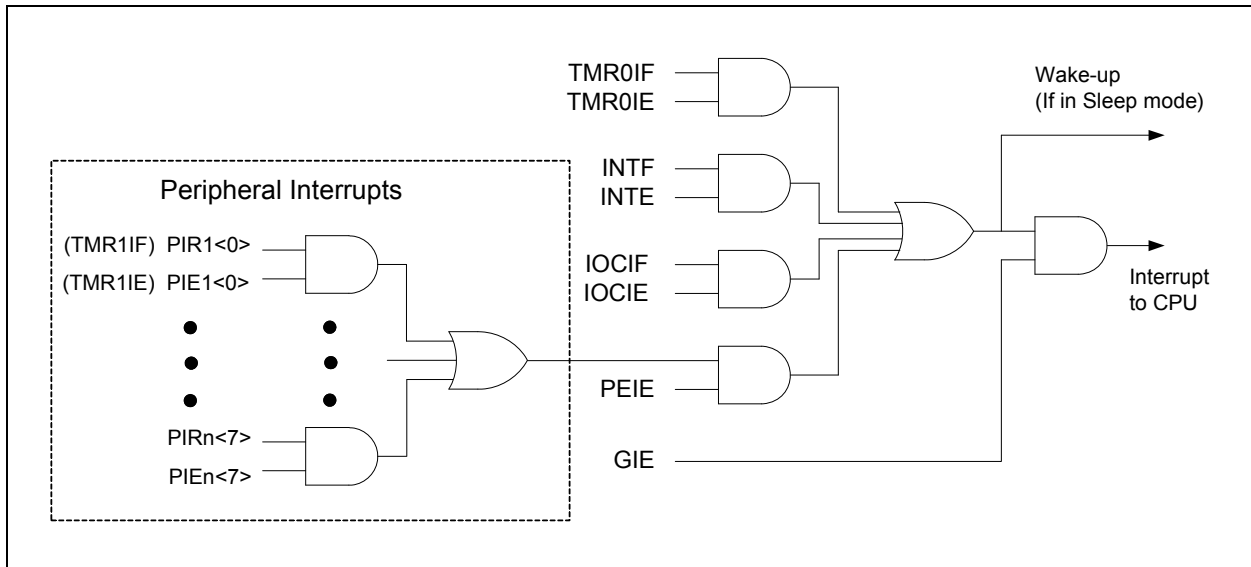 TMR0IF
TMR0IE
Wake-up
(If in Sleep mode)
INTF
INTE
Peripheral Interrupts
(TMR1IF) PIR1<0>
(TMR1IE) PIE1<0>
IOCIF
IOCIE
Interrupt
to CPU
PEIE
PIRn<7>
PIEn<7>
GIE